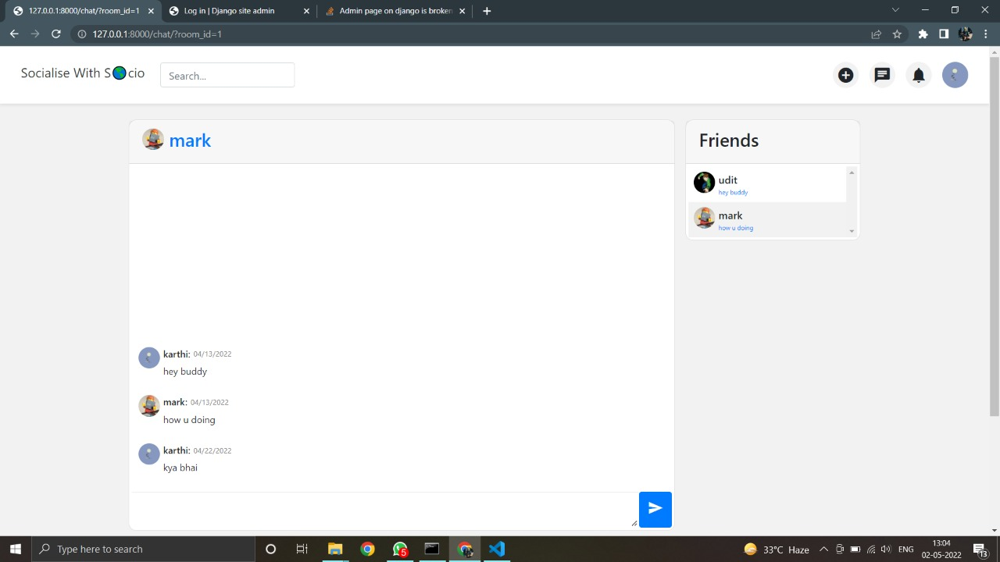 127.0.0.1:8000/chat/?room_id=1
Log in | Django site admin
Admin page on django is broken
127.0.0.1:8000/chat/?room_id=1
Socialise With S cio
Search...
mark
Friends
udit
hey buddy
mark
how u doing
karthi: 04/13/2022
hey buddy
mark: 04/13/2022
how u doing
karthi: 04/22/2022
kya bhai
Type here to search
5
33°C Haze
ENG
13:04
02-05-2022
13